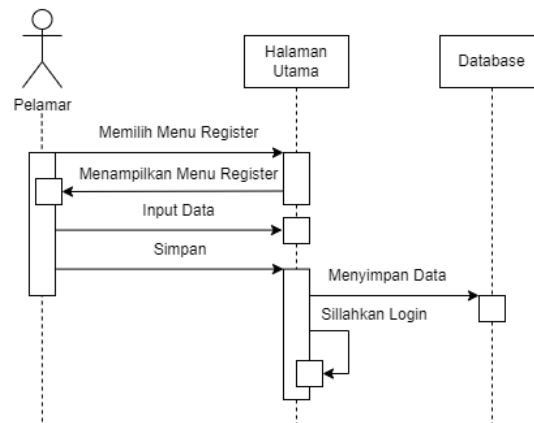 Halaman
Utama
Database
Pelamar
Memilih Menu Register
Menampilkan Menu Register
Input Data
Simpan
Menyimpan Data
Sillahkan Login